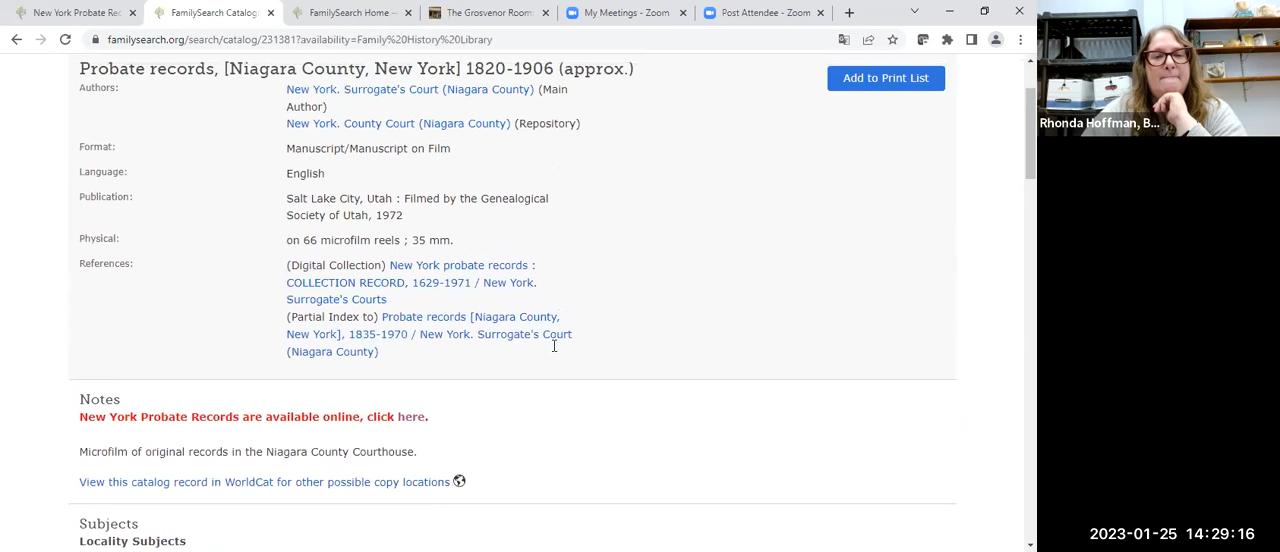 New York Probate Rec
FamilySearch Catalog:
FamilySearch
The Grosvenor Room
My Meetings - Zoom
Post Attendee - Zoom
familysearch.org/search/catalog/231381?availability=Family%20History%20Library
Probate records, [Niagara County, New York] 1820-1906 (approx.)
Add to Print List
Authors:
New York. Surrogate's Court (Niagara County) (Main
Author)
New York. County Court (Niagara County) (Repository)
Format:
Manuscript/Manuscript on Film
Language:
English
Publication:
Salt Lake City, Utah : Filmed by the Genealogical
Society of Utah, 1972
Physical:
on 66 microfilm reels ; 35 mm.
References:
(Digital Collection) New York probate records :
COLLECTION RECORD, 1629-1971 / New York.
Surrogate's Courts
(Partial Index to) Probate records [Niagara County,
New York], 1835-1970 / New York. Surrogate's Court
(Niagara County)
Notes
New York Probate Records are available online, click here.
Microfilm of original records in the Niagara County Courthouse.
View this catalog record in WorldCat for other possible copy locations
Subjects
Locality Subjects
Rhonda Hoffman, B...
2023-01-25 14:29:16